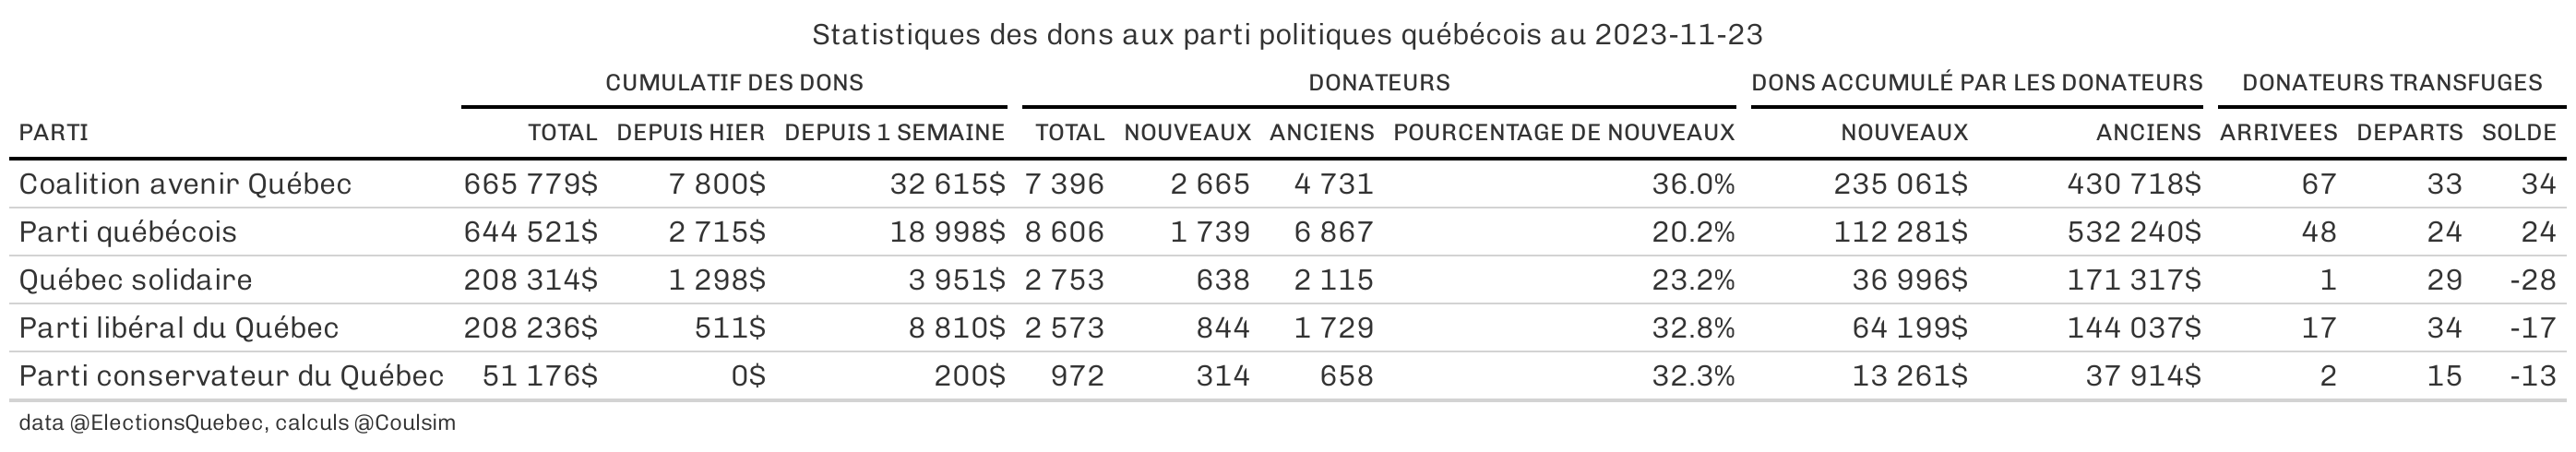 Statistiques des dons aux parti politiques québécois au 2023-11-23
CUMULATIF DES DONS DONATEURS DONS ACCUMULÉ PAR LES DONATEURS DONATEURS TRANSFUGES
PARTI TOTAL DEPUIS HIER DEPUIS 1 SEMAINE TOTAL NOUVEAUX ANCIENS POURCENTAGE DE NOUVEAUX NOUVEAUX ANCIENS ARRIVEES DEPARTS SOLDE
Coalition avenir Québec 665 779$ 7 800$ 32 615$ 7 396 2 665 4 731 36.0% 235 061$ 430 718$ 67 33 34
Parti québécois 644 521$ 2 715$ 18 998$ 8 606 1 739 6 867 20.2% 112 281$ 532 240$ 48 24 24
Québec solidaire 208 314$ 1 298$ 3 951$ 2 753 638 2 115 23.2% 36 996$ 171 317$ 1 29 -28
Parti libéral du Québec 208 236$ 511$ 8 810$ 2 573 844 1 729 32.8% 64 199$ 144 037$ 17 34 -17
Parti conservateur du Québec 51 176$ 0$ 200$ 972 314 658 32.3% 13 261$ 37 914$ 2 15 -13
data @ElectionsQuebec, calculs @Coulsim